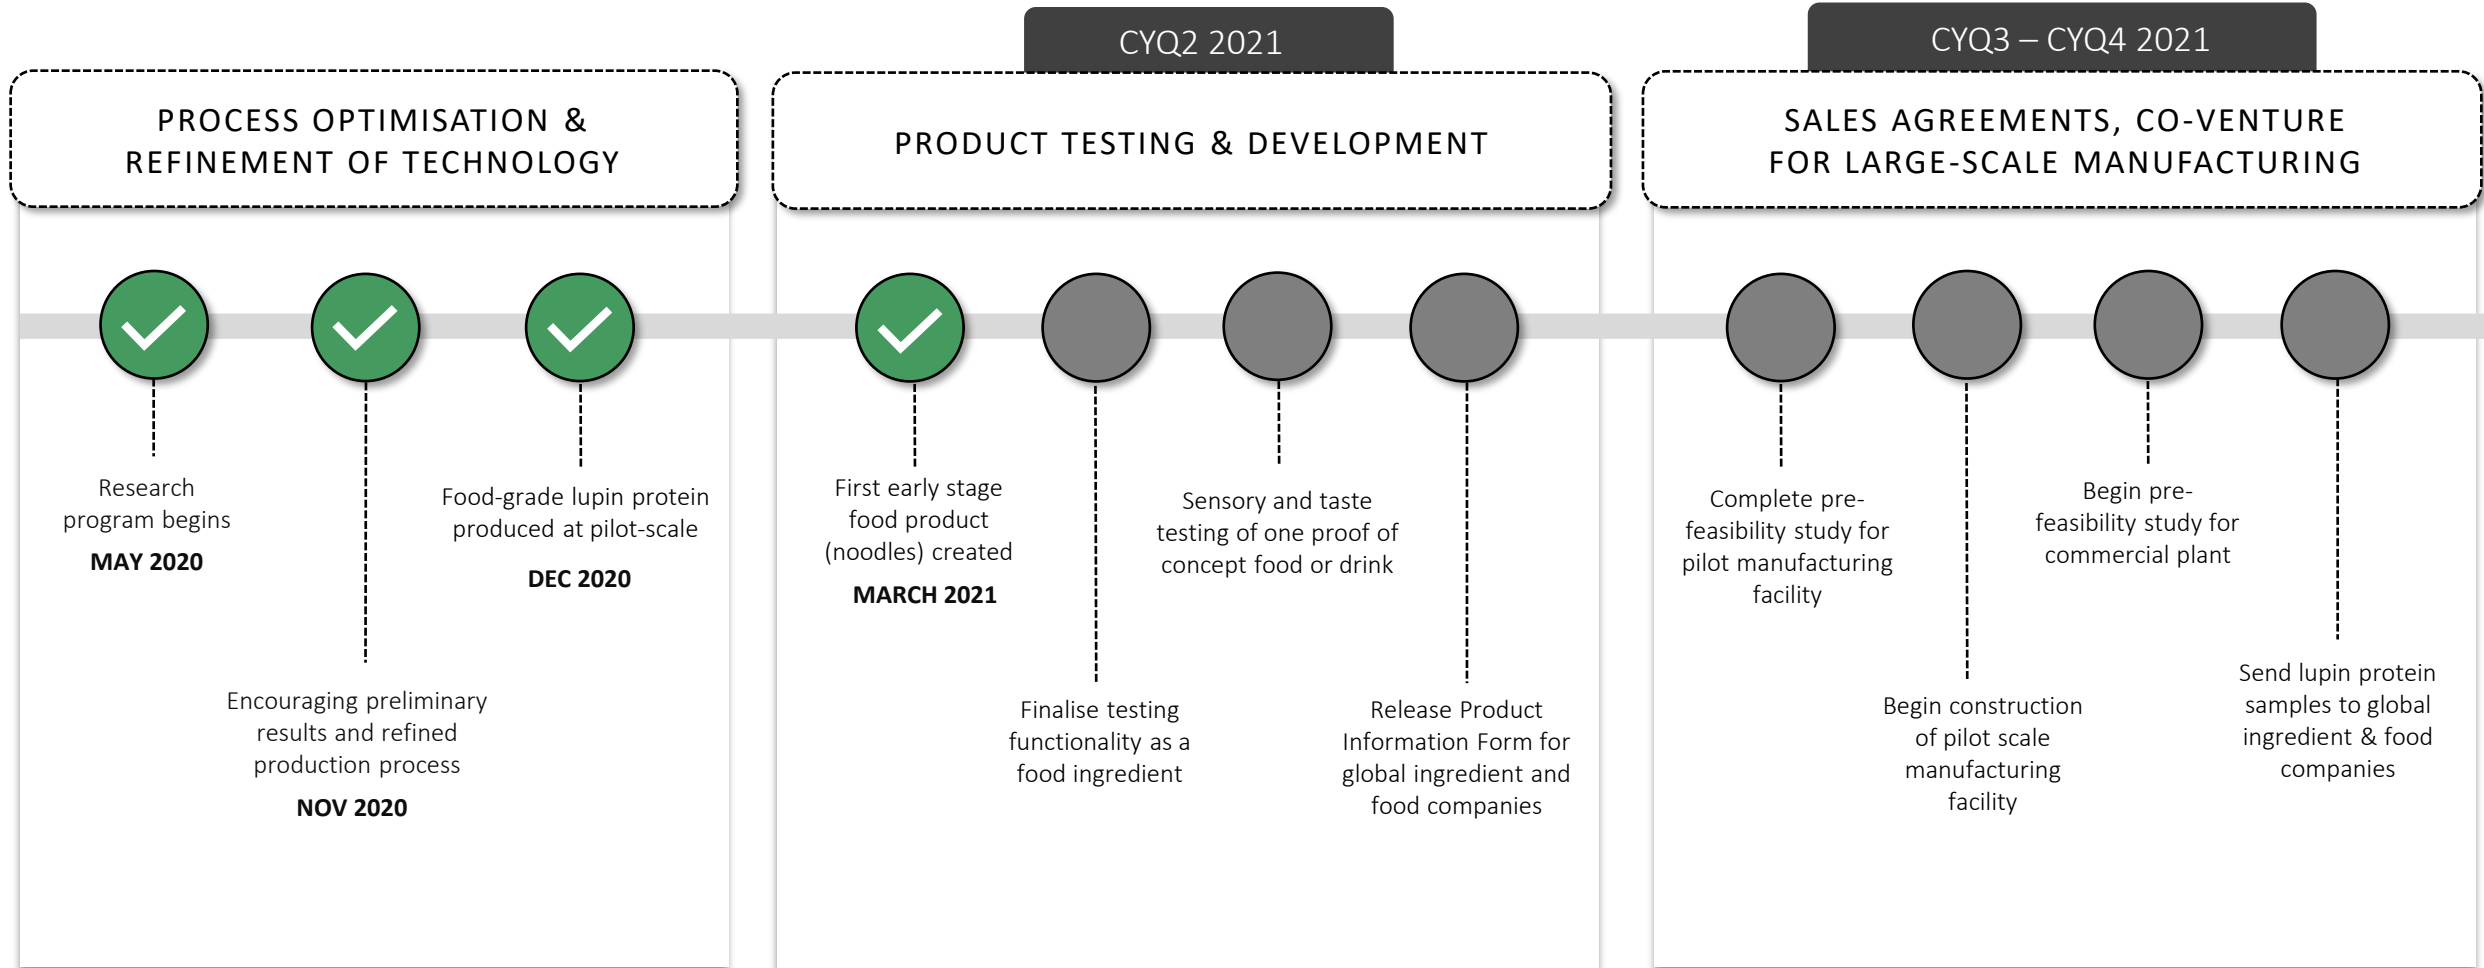 CYQ2 2021
CYQ3 – CYQ4 2021
PROCESS OPTIMISATION &
REFINEMENT OF TECHNOLOGY
PRODUCT TESTING & DEVELOPMENT
SALES AGREEMENTS, CO-VENTURE
FOR LARGE-SCALE MANUFACTURING
Research
program begins
MAY 2020
Encouraging preliminary
results and refined
production process
NOV 2020
Food-grade lupin protein
produced at pilot-scale
DEC 2020
First early stage
food product
(noodles) created
MARCH 2021
Finalise testing
functionality as a
food ingredient
Sensory and taste
testing of one proof of
concept food or drink
Release Product
Information Form for
global ingredient and
food companies
Complete pre-
feasibility study for
pilot manufacturing
facility
Begin construction
of pilot scale
manufacturing
facility
Begin pre-
feasibility study for
commercial plant
Send lupin protein
samples to global
ingredient & food
companies